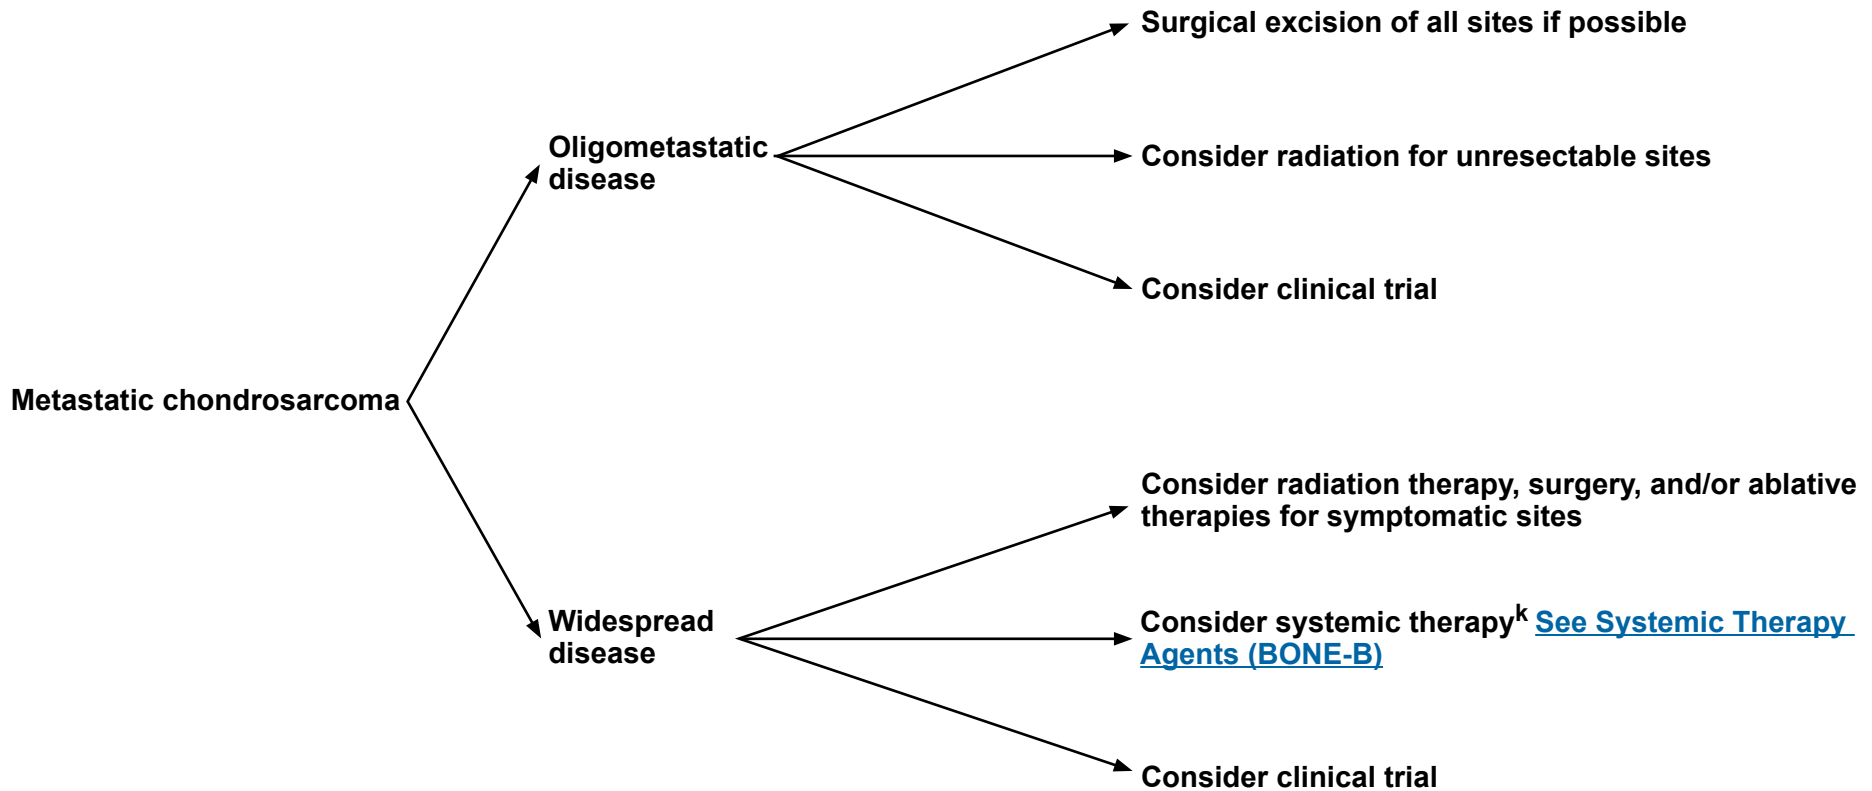 Surgical excision of all sites if possible
Oligometastatic
disease
Consider radiation for unresectable sites
Consider clinical trial
Metastatic chondrosarcoma
Consider radiation therapy, surgery, and/or ablative
therapies for symptomatic sites
Widespread
disease
Consider systemic therapyᵏ See Systemic Therapy
Agents (BONE-B)
Consider clinical trial